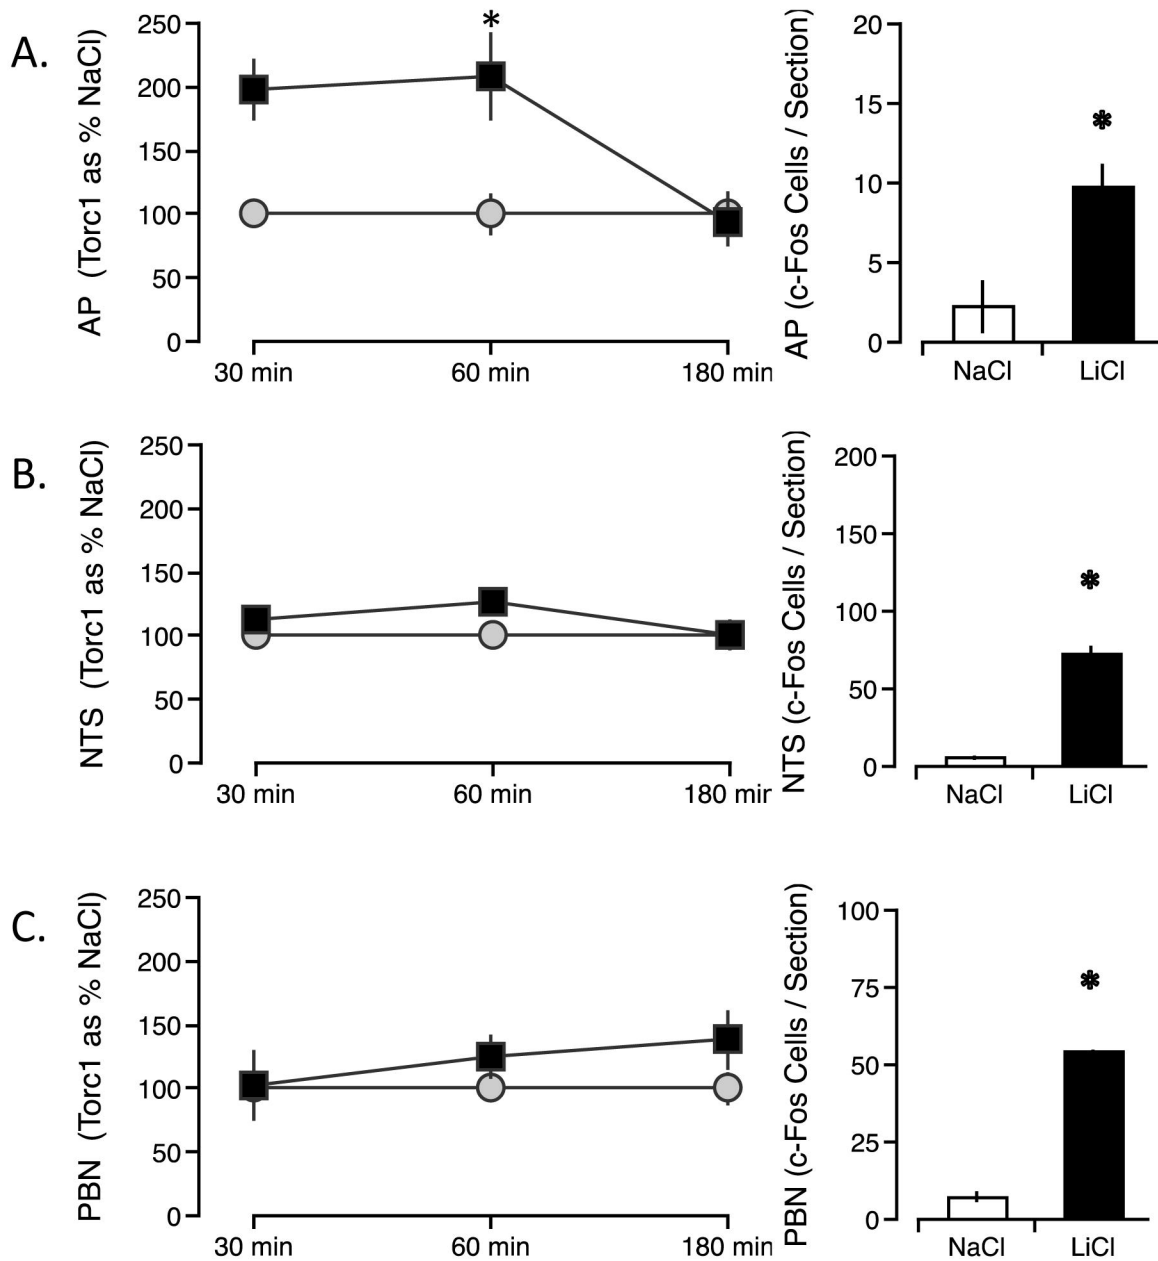 A.
AP (Torc1 as % NaCl)
250
200
150
100
50
0
*
30 min
60 min
180 min
AP (c-Fos Cells / Section)
20
15
10
5
0
*
NaCl
LiCl
B.
NTS (Torc1 as % NaCl)
250
200
150
100
50
0
30 min
60 min
180 min
NTS (c-Fos Cells / Section)
200
150
100
50
0
*
NaCl
LiCl
C.
PBN (Torc1 as % NaCl)
250
200
150
100
50
0
30 min
60 min
180 min
PBN (c-Fos Cells / Section)
100
75
50
25
0
*
NaCl
LiCl